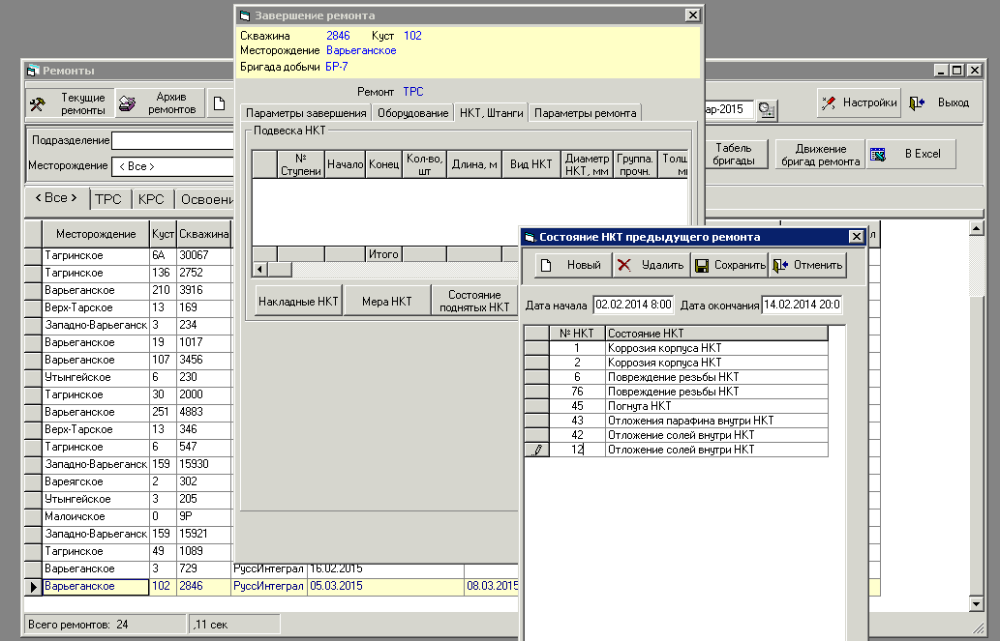 Завершение ремонта
Скважина 2846 Куст 102
Месторождение Варьеганское
Бригада добычи БР-7
Ремонт ТРС
Параметры завершения Оборудование НКТ, Штанги Параметры ремонта
Подвеска НКТ
№ Ступени Начало Конец Кол-во, шт Длина, м Вид НКТ Диаметр НКТ, мм Группа. прочн.
Итого
Накладные НКТ Мера НКТ Состояние поднятых НКТ
Ремонты
Текущие ремонты Архив ремонтов ар-2015 Настройки Выход
Подразделение
Месторождение < Все >
Табель бригады Движение бригад ремонта В Excel
< Все > ТРС КРС Освоени
Месторождение Куст Скважина
Тагринское 6А 30067
Тагринское 136 2752
Варьеганское 210 3916
Верх-Тарское 13 169
Западно-Варьеганск 3 234
Варьеганское 19 1017
Варьеганское 107 3456
Утынгейское 6 230
Тагринское 30 2000
Варьеганское 251 4883
Верх-Тарское 13 346
Тагринское 6 547
Западно-Варьеганск 159 15930
Вареягское 2 302
Утынгейское 3 205
Малоичское 0 9Р
Западно-Варьеганск 159 15921
Тагринское 49 1089
Варьеганское 3 729 РуссИнтеграл 16.02.2015
Варьеганское 102 2846 РуссИнтеграл 05.03.2015 08.03.2015
Всего ремонтов: 24 ,11 сек
Состояние НКТ предыдущего ремонта
Новый Удалить Сохранить Отменить
Дата начала 02.02.2014 8:00 Дата окончания 14.02.2014 20:0
№ НКТ Состояние НКТ
1 Коррозия корпуса НКТ
2 Коррозия корпуса НКТ
6 Повреждение резьбы НКТ
76 Повреждение резьбы НКТ
45 Погнута НКТ
43 Отложения парафина внутри НКТ
42 Отложение солей внутри НКТ
12 Отложение солей внутри НКТ